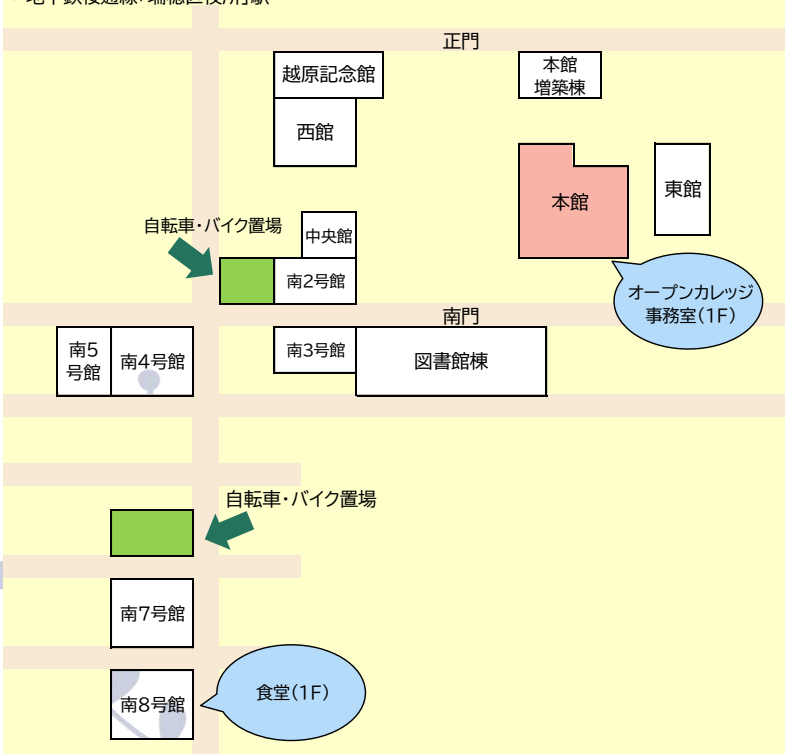 正門
越原記念館
本館
増築棟
西館
本館
東館
自転車・バイク置場
中央館
南2号館
オープンカレッジ
事務室(1F)
南門
南5
号館
南4号館
南3号館
図書館棟
自転車・バイク置場
南7号館
南8号館
食堂(1F)